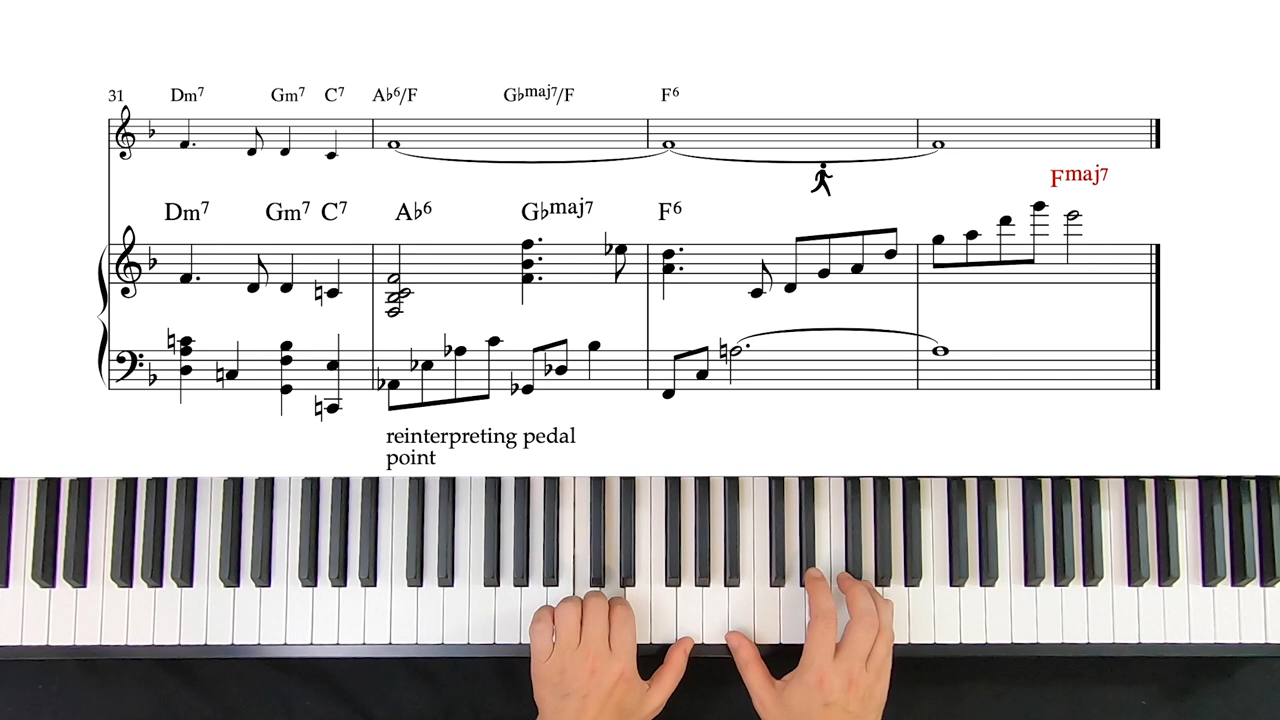 31 Dm7 Gm7 C7 A♭6/F G♭maj7/F F6
Fmaj7
Dm7 Gm7 C7 A♭6 G♭maj7 F6
reinterpreting pedal
point